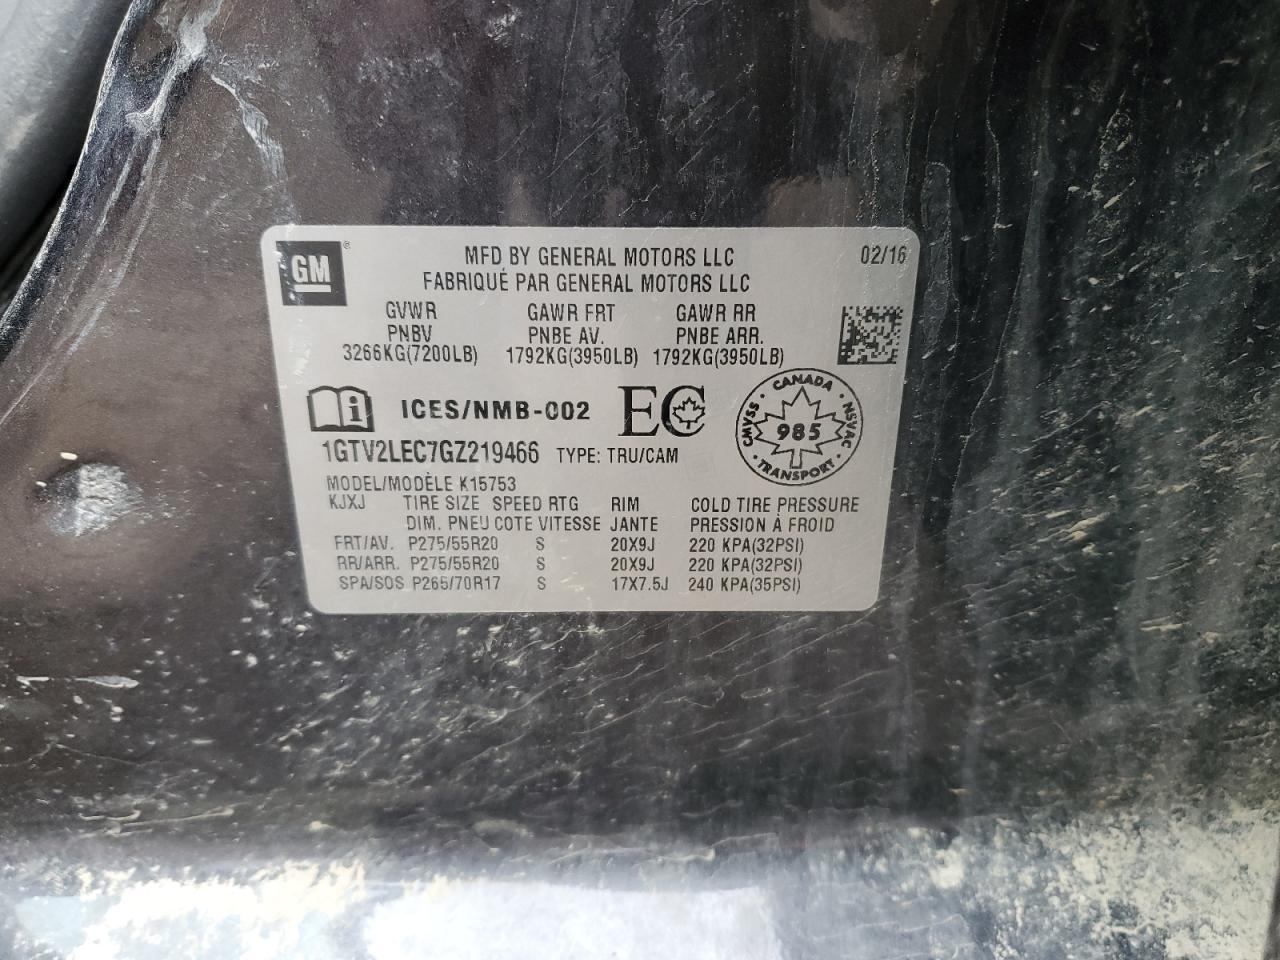 GM ®
MFD BY GENERAL MOTORS LLC 02/16
FABRIQUÉ PAR GENERAL MOTORS LLC
GVWR GAWR FRT GAWR RR
PNBV PNBE AV. PNBE ARR.
3266KG(7200LB) 1792KG(3950LB) 1792KG(3950LB)
ICES/NMB-002 EC
CANADA CMVSS NSVAC 985 TRANSPORT
1GTV2LEC7GZ219466 TYPE: TRU/CAM
MODEL/MODÈLE K15753
KJXJ TIRE SIZE SPEED RTG RIM COLD TIRE PRESSURE
DIM. PNEU COTE VITESSE JANTE PRESSION À FROID
FRT/AV. P275/55R20 S 20X9J 220 KPA(32PSI)
RR/ARR. P275/55R20 S 20X9J 220 KPA(32PSI)
SPA/SOS P265/70R17 S 17X7.5J 240 KPA(35PSI)